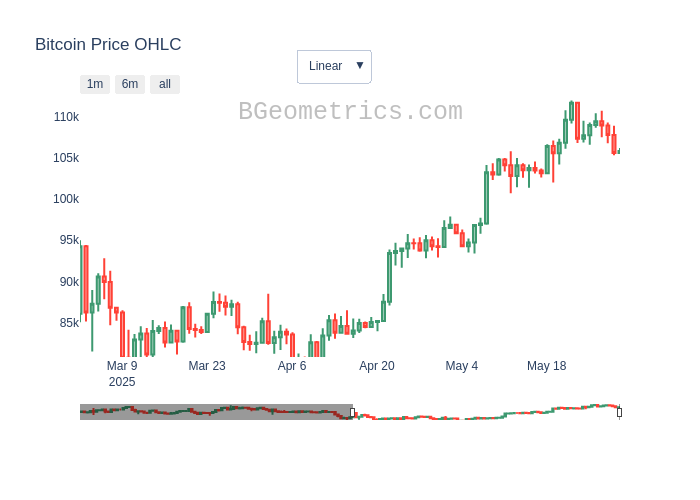 Bitcoin Price OHLC
Linear ▼
1m 6m all
BGeometrics.com
110k
105k
100k
95k
90k
85k
Mar 9 Mar 23 Apr 6 Apr 20 May 4 May 18
2025